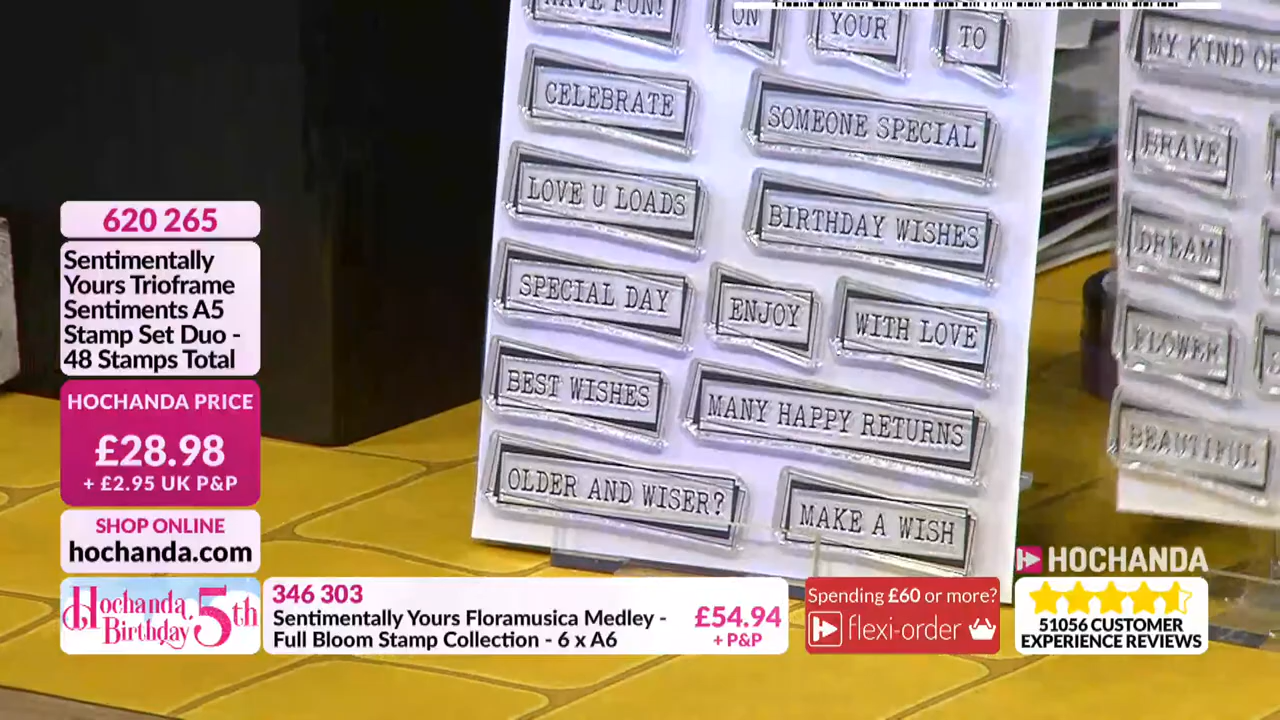 HAVE FUN!
ON
YOUR
TO
CELEBRATE
SOMEONE SPECIAL
LOVE U LOADS
BIRTHDAY WISHES
SPECIAL DAY
ENJOY
WITH LOVE
BEST WISHES
MANY HAPPY RETURNS
OLDER AND WISER?
MAKE A WISH
MY KIND OF
BRAVE
DREAM
FLOWER
BEAUTIFUL
620 265
Sentimentally
Yours Trioframe
Sentiments A5
Stamp Set Duo -
48 Stamps Total
HOCHANDA PRICE
£28.98
+ £2.95 UK P&P
SHOP ONLINE
hochanda.com
Hochanda
Birthday
5th
346 303
Sentimentally Yours Floramusica Medley -
Full Bloom Stamp Collection - 6 x A6
£54.94
+ P&P
Spending £60 or more?
flexi-order
HOCHANDA
51056 CUSTOMER
EXPERIENCE REVIEWS